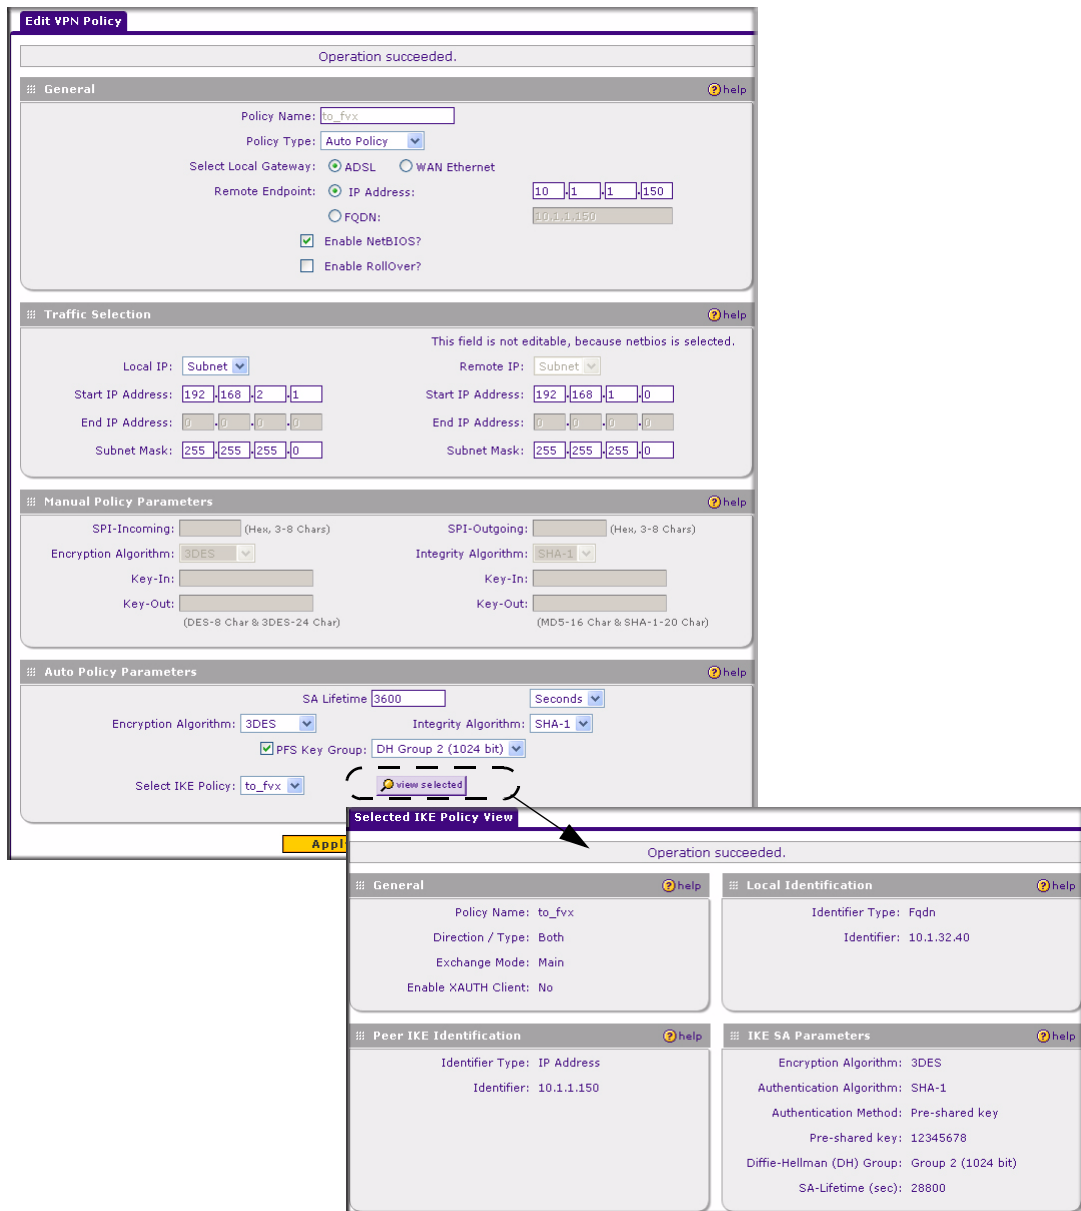 Edit VPN Policy
Operation succeeded.
General help
Policy Name: to_fvx
Policy Type: Auto Policy
Select Local Gateway: ADSL WAN Ethernet
Remote Endpoint: IP Address: 10 . 1 . 1 . 150
FQDN: 10.1.1.150
Enable NetBIOS?
Enable RollOver?
Traffic Selection help
This field is not editable, because netbios is selected.
Local IP: Subnet Remote IP: Subnet
Start IP Address: 192 . 168 . 2 . 1 Start IP Address: 192 . 168 . 1 . 0
End IP Address: 0 . 0 . 0 . 0 End IP Address: 0 . 0 . 0 . 0
Subnet Mask: 255 . 255 . 255 . 0 Subnet Mask: 255 . 255 . 255 . 0
Manual Policy Parameters help
SPI-Incoming: (Hex, 3-8 Chars) SPI-Outgoing: (Hex, 3-8 Chars)
Encryption Algorithm: 3DES Integrity Algorithm: SHA-1
Key-In: Key-In:
Key-Out: Key-Out:
(DES-8 Char & 3DES-24 Char) (MD5-16 Char & SHA-1-20 Char)
Auto Policy Parameters help
SA Lifetime 3600 Seconds
Encryption Algorithm: 3DES Integrity Algorithm: SHA-1
PFS Key Group: DH Group 2 (1024 bit)
Select IKE Policy: to_fvx view selected
Appl
Selected IKE Policy View
Operation succeeded.
General help
Policy Name: to_fvx
Direction / Type: Both
Exchange Mode: Main
Enable XAUTH Client: No
Local Identification help
Identifier Type: Fqdn
Identifier: 10.1.32.40
Peer IKE Identification help
Identifier Type: IP Address
Identifier: 10.1.1.150
IKE SA Parameters help
Encryption Algorithm: 3DES
Authentication Algorithm: SHA-1
Authentication Method: Pre-shared key
Pre-shared key: 12345678
Diffie-Hellman (DH) Group: Group 2 (1024 bit)
SA-Lifetime (sec): 28800